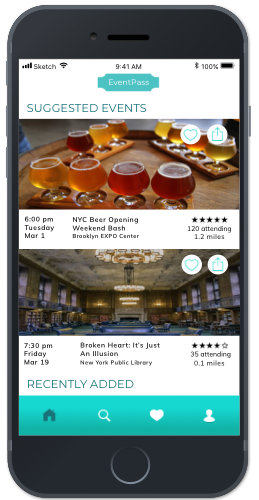 Sketch 9:41 AM 100%
EventPass
SUGGESTED EVENTS
6:00 pm
Tuesday
Mar 1
NYC Beer Opening
Weekend Bash
Brooklyn EXPO Center
★★★★★
120 attending
1.2 miles
7:30 pm
Friday
Mar 19
Broken Heart: It's Just
An Illusion
New York Public Library
★★★★☆
35 attending
0.1 miles
RECENTLY ADDED